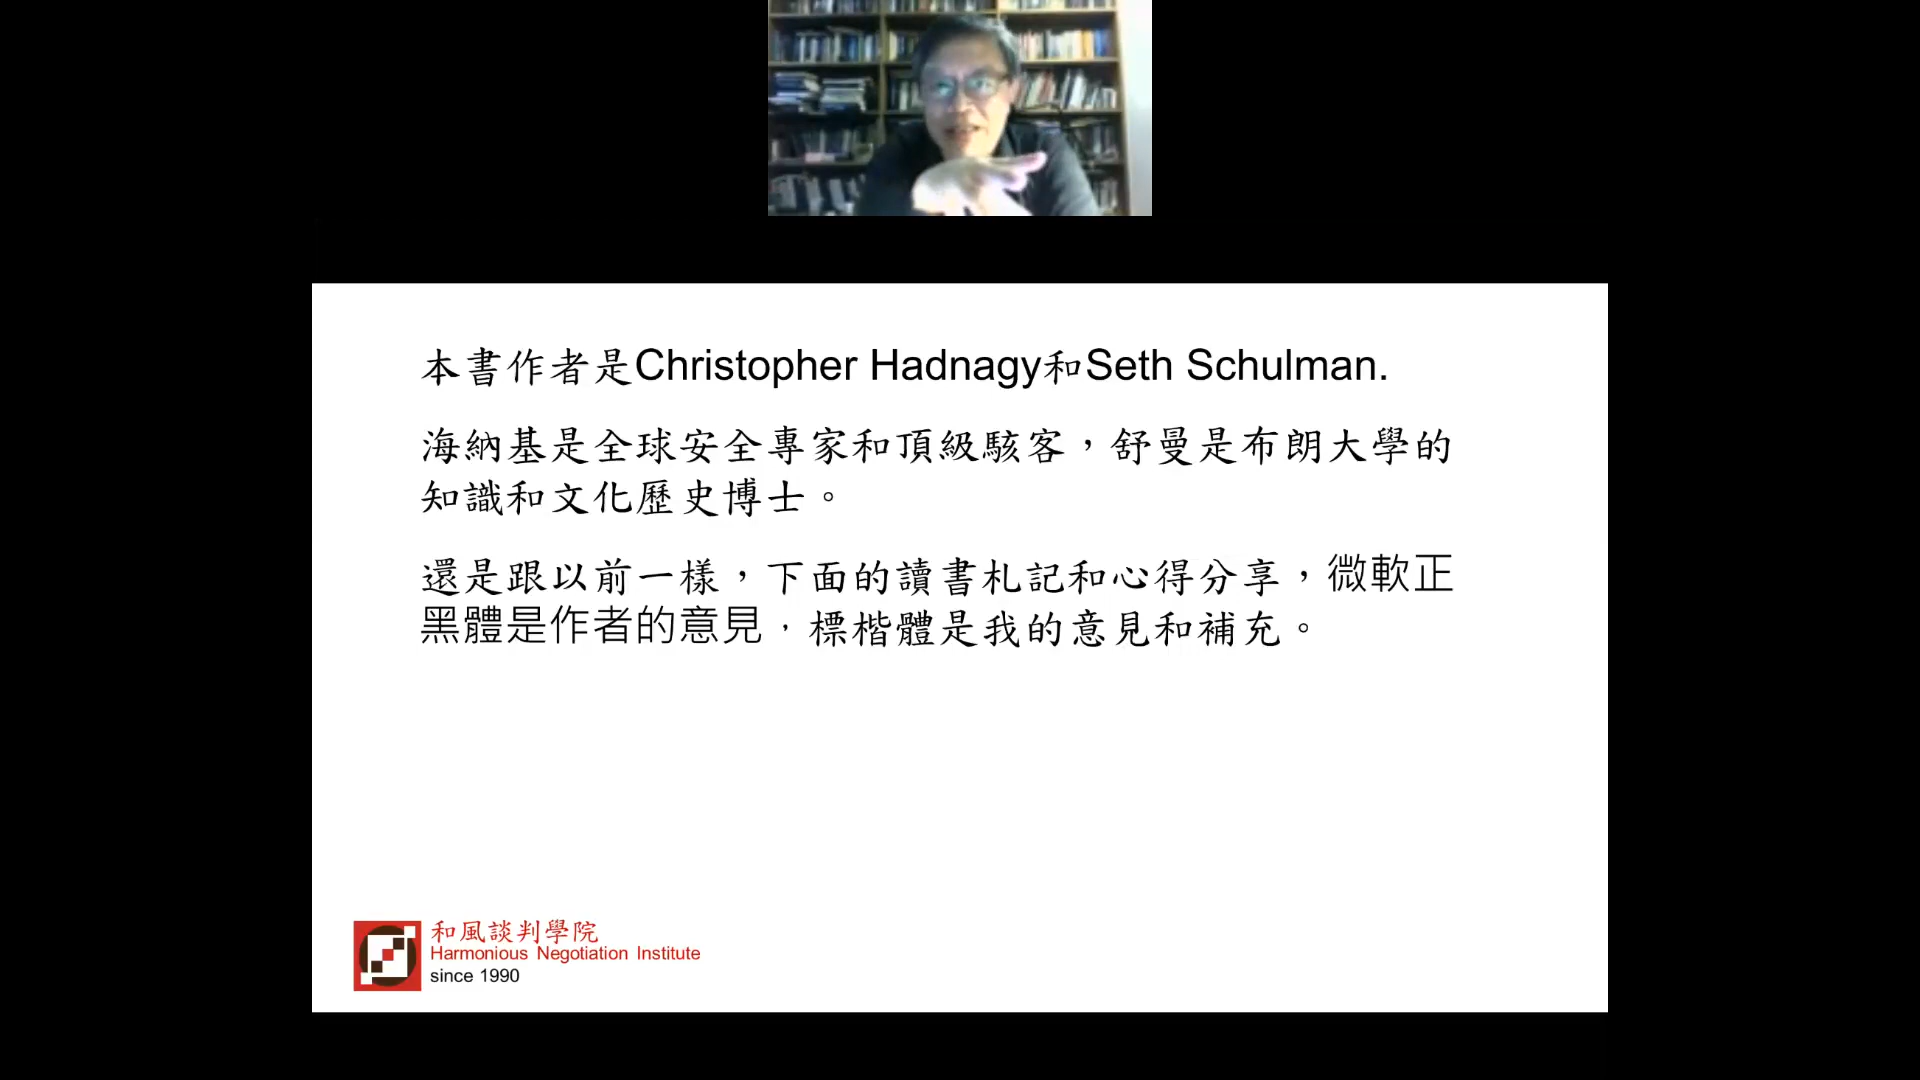 本書作者是Christopher Hadnagy和Seth Schulman.
海納基是全球安全專家和頂級駭客，舒曼是布朗大學的
知識和文化歷史博士。
還是跟以前一樣，下面的讀書札記和心得分享，微軟正
黑體是作者的意見，標楷體是我的意見和補充。
和風談判學院
Harmonious Negotiation Institute
since 1990